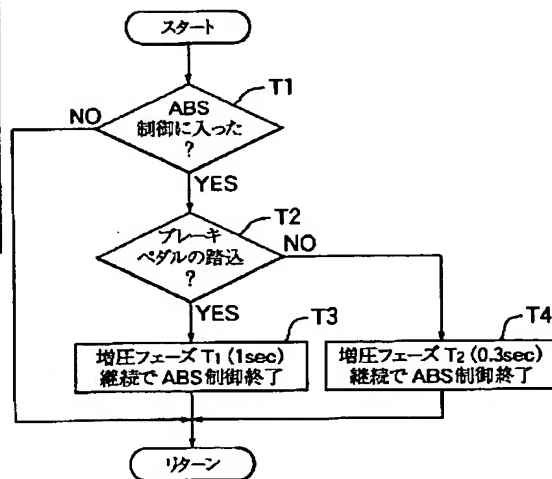 スタート
T1
ABS
制御に入った
?
NO
YES
T2
ブレーキ
ペダルの踏込
?
NO
YES
T3
増圧フェーズ T₁ (1sec)
継続で ABS 制御終了
T4
増圧フェーズ T₂ (0.3sec)
継続で ABS 制御終了
リターン